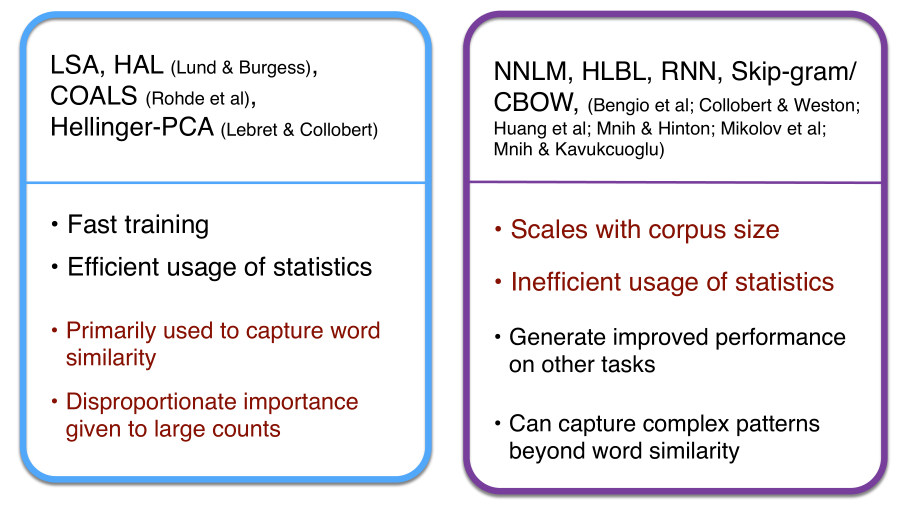 LSA, HAL (Lund & Burgess),
COALS (Rohde et al),
Hellinger-PCA (Lebret & Collobert)
• Fast training
• Efficient usage of statistics
• Primarily used to capture word
similarity
• Disproportionate importance
given to large counts
NNLM, HLBL, RNN, Skip-gram/
CBOW, (Bengio et al; Collobert & Weston;
Huang et al; Mnih & Hinton; Mikolov et al;
Mnih & Kavukcuoglu)
• Scales with corpus size
• Inefficient usage of statistics
• Generate improved performance
on other tasks
• Can capture complex patterns
beyond word similarity